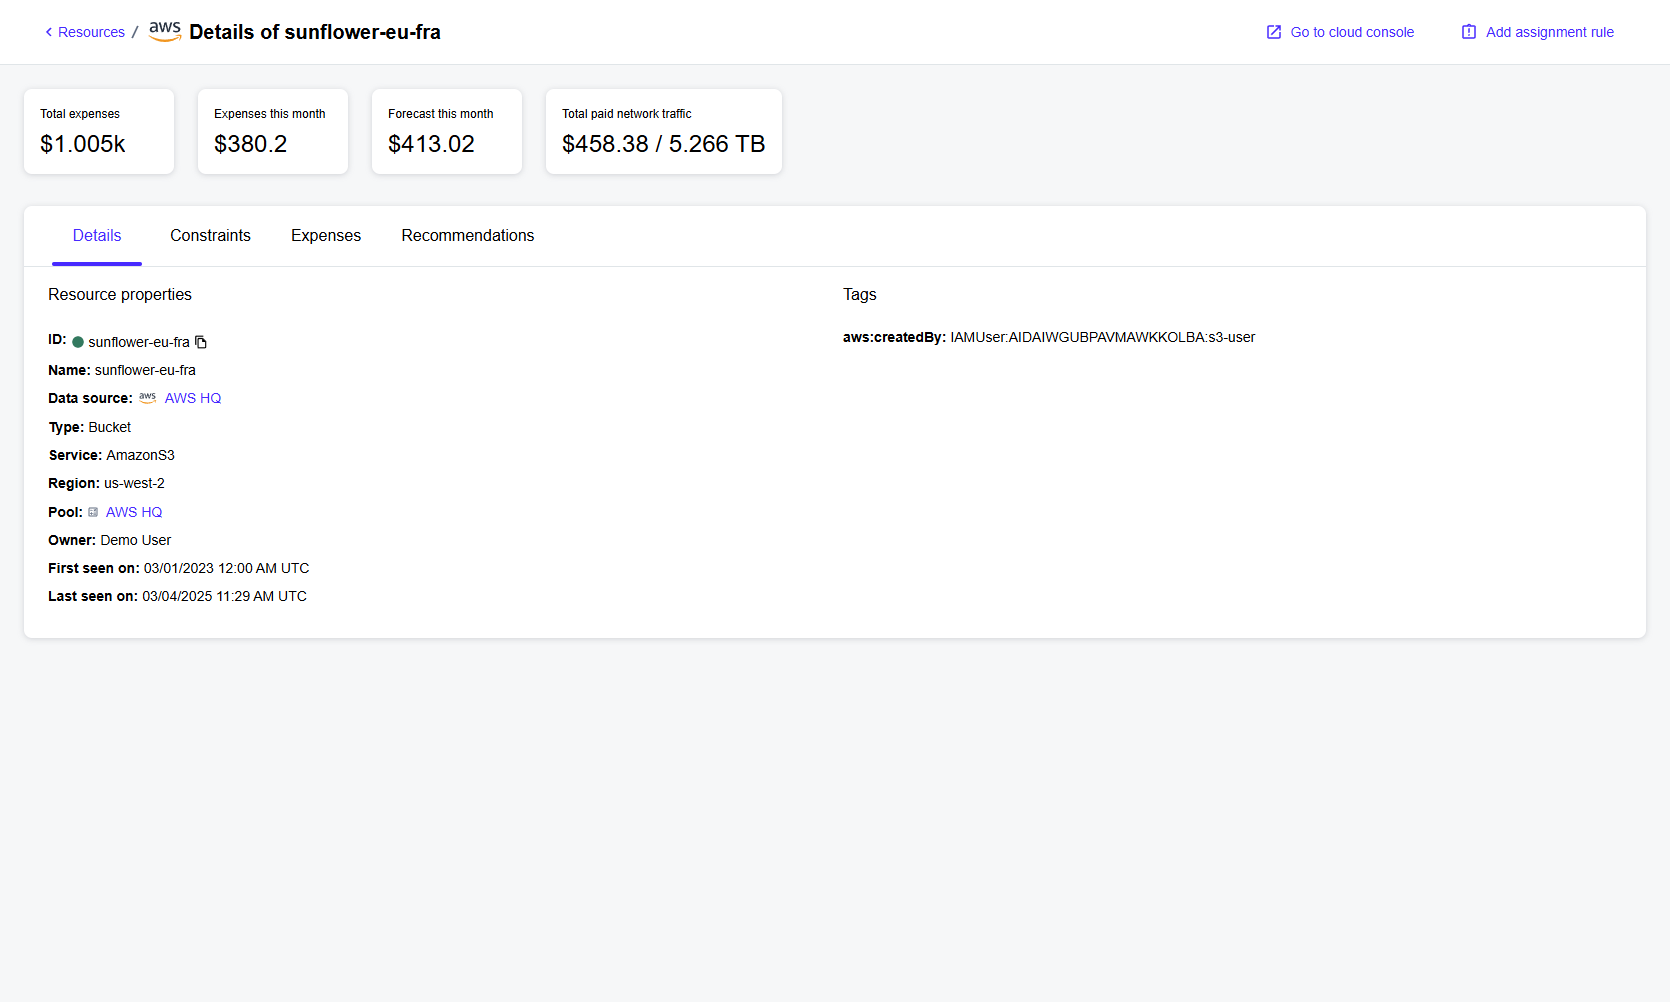 Resources / aws Details of sunflower-eu-fra
Go to cloud console
Add assignment rule
Total expenses
$1.005k
Expenses this month
$380.2
Forecast this month
$413.02
Total paid network traffic
$458.38 / 5.266 TB
Details
Constraints
Expenses
Recommendations
Resource properties
ID: sunflower-eu-fra
Name: sunflower-eu-fra
Data source: aws AWS HQ
Type: Bucket
Service: AmazonS3
Region: us-west-2
Pool: AWS HQ
Owner: Demo User
First seen on: 03/01/2023 12:00 AM UTC
Last seen on: 03/04/2025 11:29 AM UTC
Tags
aws:createdBy: IAMUser:AIDAIWGUBPAVMAWKKOLBA:s3-user